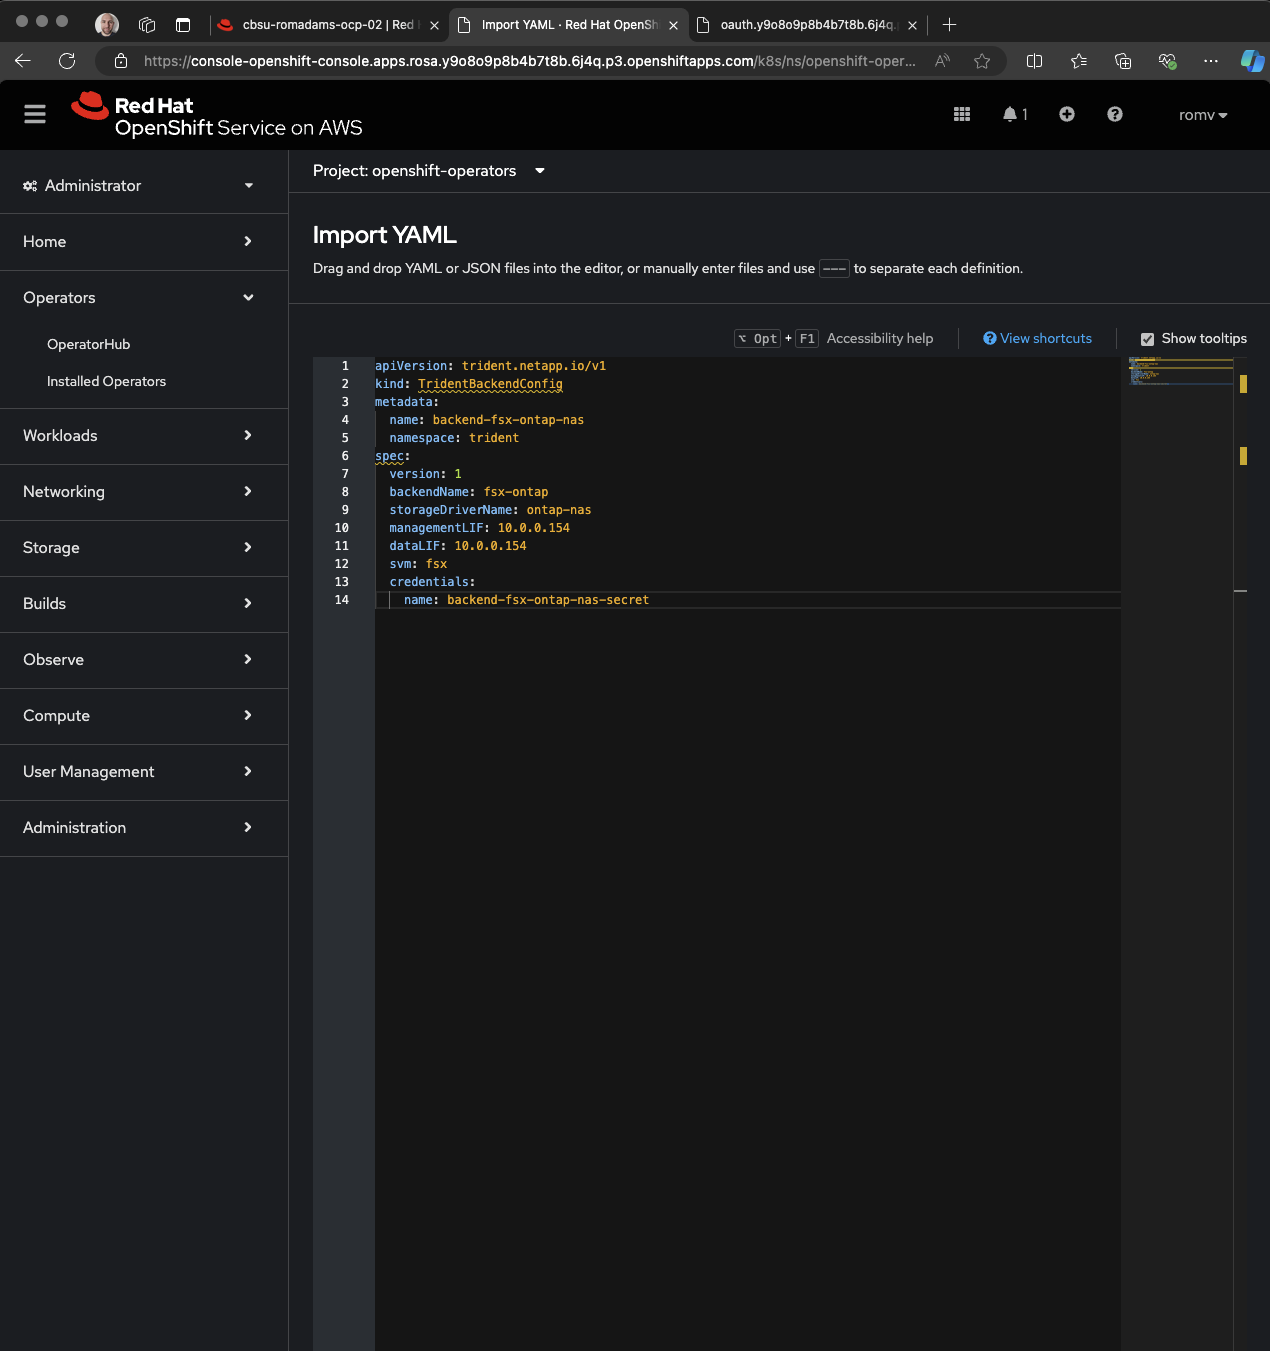 cbsu-romadams-ocp-02 | Red
Import YAML · Red Hat OpenSh
oauth.y9o8o9p8b4b7t8b.6j4q.
https://console-openshift-console.apps.rosa.y9o8o9p8b4b7t8b.6j4q.p3.openshiftapps.com/k8s/ns/openshift-oper...
Red Hat
OpenShift Service on AWS
1
romv
Administrator
Home
Operators
OperatorHub
Installed Operators
Workloads
Networking
Storage
Builds
Observe
Compute
User Management
Administration
Project: openshift-operators
Import YAML
Drag and drop YAML or JSON files into the editor, or manually enter files and use --- to separate each definition.
⌥ Opt + F1 Accessibility help
View shortcuts
Show tooltips
1 apiVersion: trident.netapp.io/v1
2 kind: TridentBackendConfig
3 metadata:
4 name: backend-fsx-ontap-nas
5 namespace: trident
6 spec:
7 version: 1
8 backendName: fsx-ontap
9 storageDriverName: ontap-nas
10 managementLIF: 10.0.0.154
11 dataLIF: 10.0.0.154
12 svm: fsx
13 credentials:
14 name: backend-fsx-ontap-nas-secret